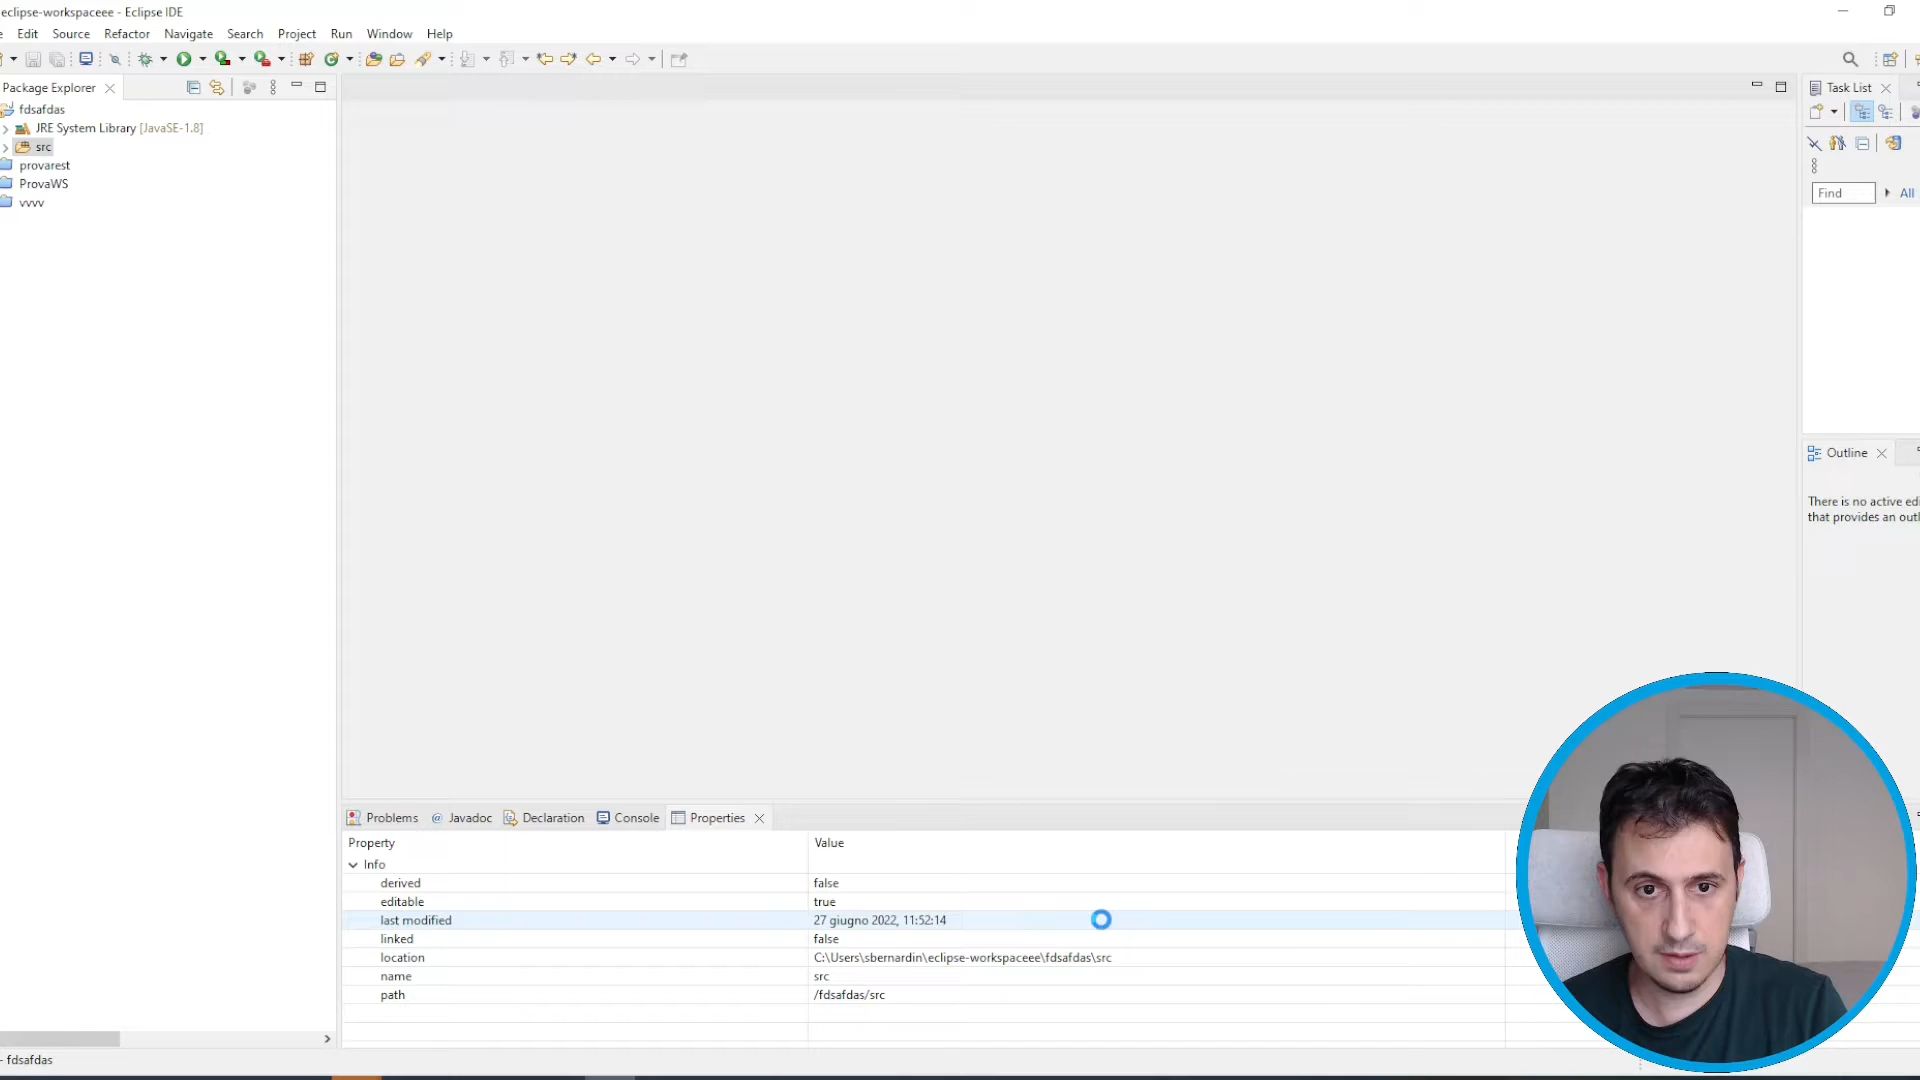 eclipse-workspaceee - Eclipse IDE
Edit Source Refactor Navigate Search Project Run Window Help
Package Explorer
fdsafdas
JRE System Library [JavaSE-1.8]
src
provarest
ProvaWS
vvvv
Task List
Find All
Outline
There is no active edi
that provides an outl
Problems Javadoc Declaration Console Properties
Property Value
Info
derived false
editable true
last modified 27 giugno 2022, 11:52:14
linked false
location C:\Users\sbernardin\eclipse-workspaceee\fdsafdas\src
name src
path /fdsafdas/src
- fdsafdas